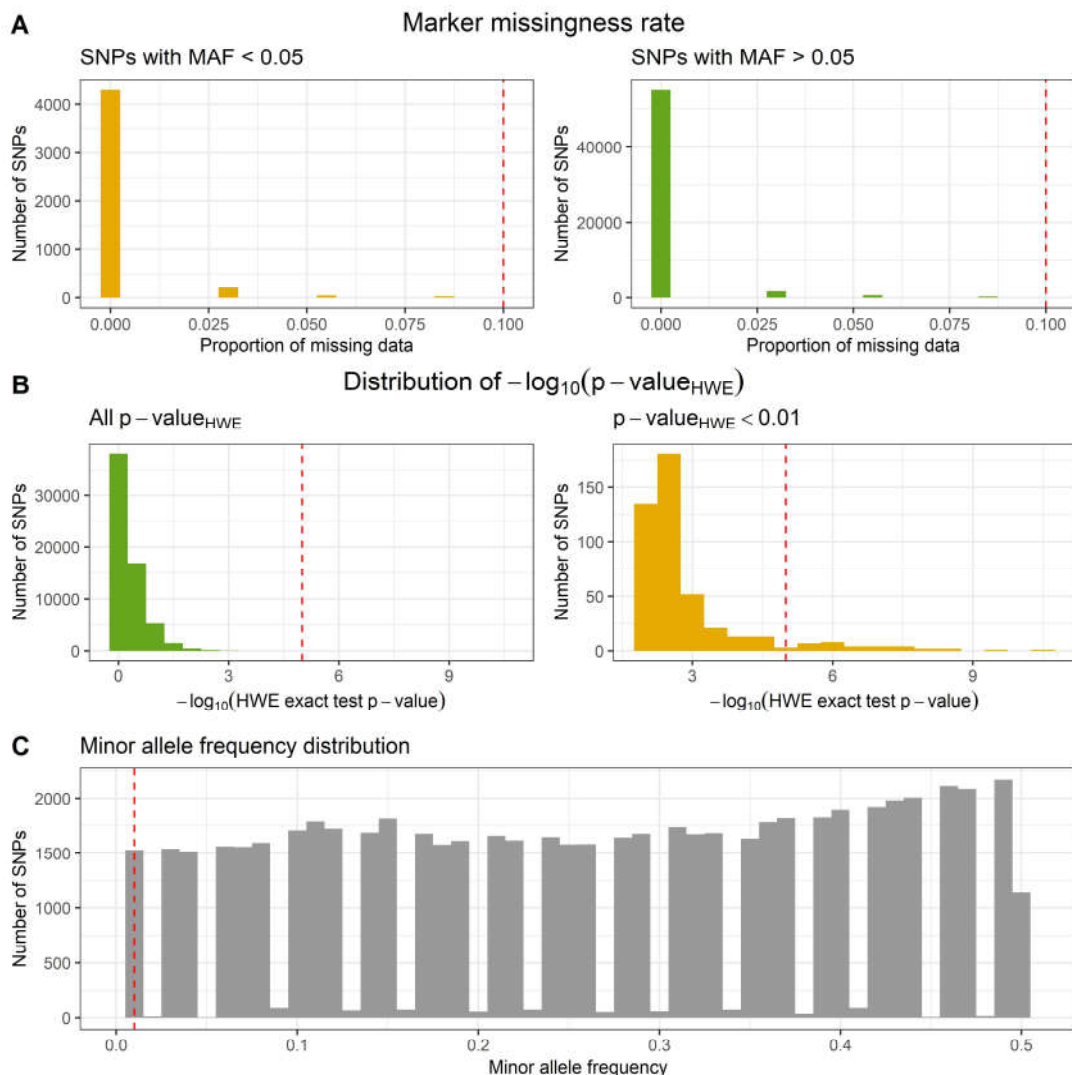 A
Marker missingness rate
SNPs with MAF < 0.05
SNPs with MAF > 0.05
Number of SNPs
4000
3000
2000
1000
0
0.000
0.025
0.050
0.075
0.100
Proportion of missing data
Number of SNPs
40000
20000
0
0.000
0.025
0.050
0.075
0.100
Proportion of missing data
B
Distribution of −log10(p − valueHWE)
All p − valueHWE
p − valueHWE < 0.01
Number of SNPs
30000
20000
10000
0
0
3
6
9
−log10(HWE exact test p − value)
Number of SNPs
150
100
50
0
3
6
9
−log10(HWE exact test p − value)
C
Minor allele frequency distribution
Number of SNPs
2000
1500
1000
500
0
0.0
0.1
0.2
0.3
0.4
0.5
Minor allele frequency